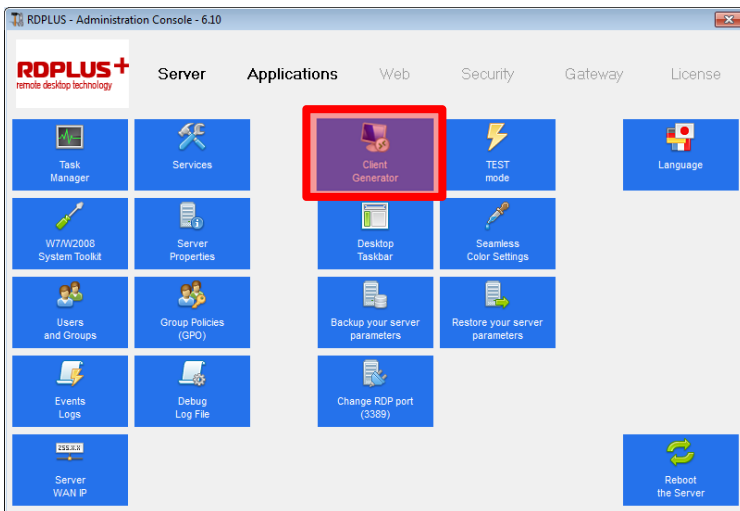 RDPLUS - Administration Console - 6.10
RDPLUS+
remote desktop technology
Server
Applications
Web
Security
Gateway
License
Task
Manager
Services
Client
Generator
TEST
mode
Language
W7/W2008
System Toolkit
Server
Properties
Desktop
Taskbar
Seamless
Color Settings
Users
and Groups
Group Policies
(GPO)
Backup your server
parameters
Restore your server
parameters
Events
Logs
Debug
Log File
Change RDP port
(3389)
255.X.X
Server
WAN IP
Reboot
the Server